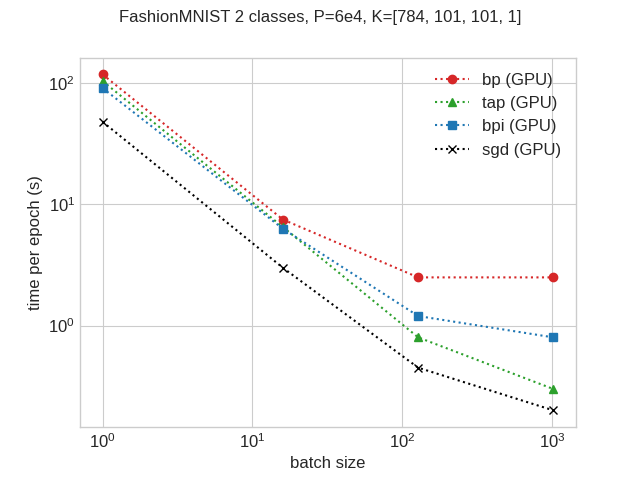 FashionMNIST 2 classes, P=6e4, K=[784, 101, 101, 1]
bp (GPU)
tap (GPU)
bpi (GPU)
sgd (GPU)
time per epoch (s)
10²
10¹
10⁰
10⁰ 10¹ 10² 10³
batch size